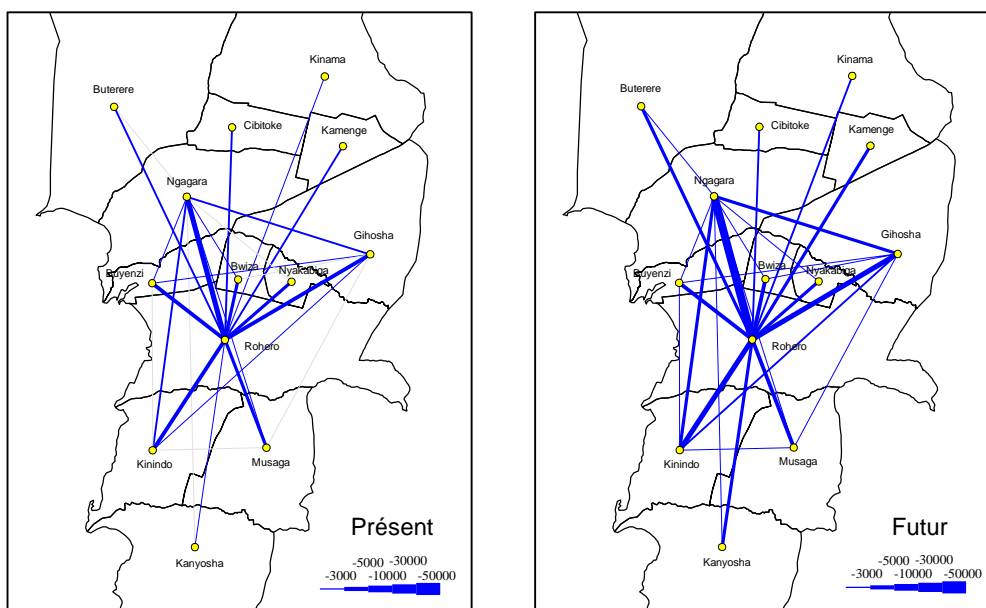 Kinama
Buterere
Cibitoke
Kamenge
Ngagara
Gihosha
Buyenzi
Bwiza
Nyakabiga
Rohero
Kinindo
Musaga
Présent
Kanyosha
-5000 -30000
-3000 -10000 -50000
Kinama
Buterere
Cibitoke
Kamenge
Ngagara
Gihosha
Buyenzi
Bwiza
Nyakabiga
Rohero
Kinindo
Musaga
Futur
Kanyosha
-5000 -30000
-3000 -10000 -50000